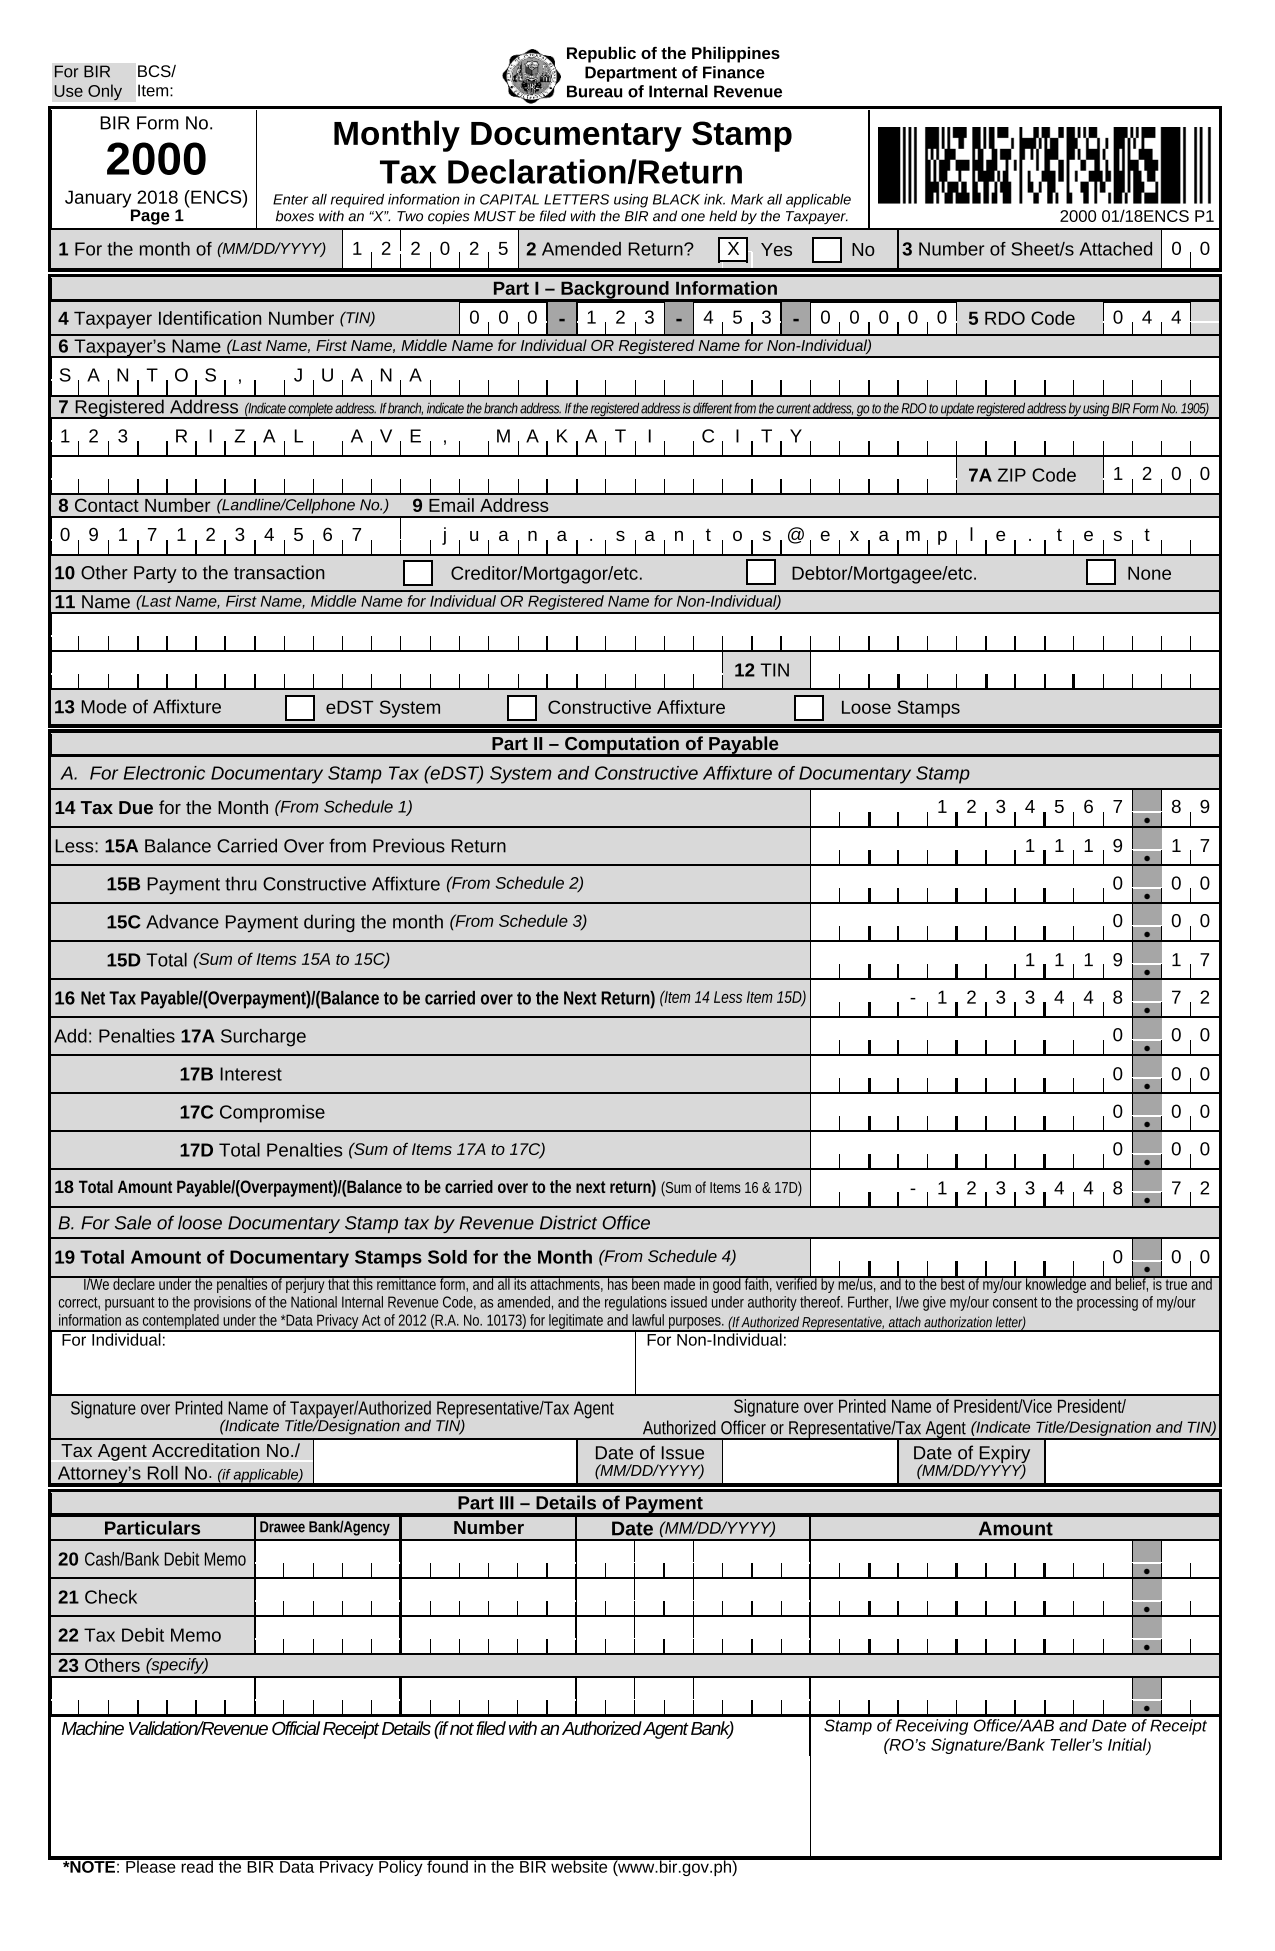 Republic of the Philippines
For BIR BCS/ Department of Finance
Use Only Item: Bureau of Internal Revenue
BIR Form No.
2000
January 2018 (ENCS)
Page 1
Monthly Documentary Stamp
Tax Declaration/Return
Enter all required information in CAPITAL LETTERS using BLACK ink. Mark all applicable
boxes with an “X”. Two copies MUST be filed with the BIR and one held by the Taxpayer.
2000 01/18ENCS P1
1 For the month of (MM/DD/YYYY) 1 2 2 0 2 5 2 Amended Return? X Yes No 3 Number of Sheet/s Attached 0 0
Part I – Background Information
4 Taxpayer Identification Number (TIN) 0 0 0 - 1 2 3 - 4 5 3 - 0 0 0 0 0 5 RDO Code 0 4 4
6 Taxpayer’s Name (Last Name, First Name, Middle Name for Individual OR Registered Name for Non-Individual)
SANTOS, JUANA
7 Registered Address (Indicate complete address. If branch, indicate the branch address. If the registered address is different from the current address, go to the RDO to update registered address by using BIR Form No. 1905)
123 RIZAL AVE, MAKATI CITY
7A ZIP Code 1 2 0 0
8 Contact Number (Landline/Cellphone No.) 9 Email Address
09171234567 juana.santos@example.test
10 Other Party to the transaction Creditor/Mortgagor/etc. Debtor/Mortgagee/etc. None
11 Name (Last Name, First Name, Middle Name for Individual OR Registered Name for Non-Individual)
12 TIN
13 Mode of Affixture eDST System Constructive Affixture Loose Stamps
Part II – Computation of Payable
A. For Electronic Documentary Stamp Tax (eDST) System and Constructive Affixture of Documentary Stamp
14 Tax Due for the Month (From Schedule 1) 1 2 3 4 5 6 7 . 8 9
Less: 15A Balance Carried Over from Previous Return 1 1 1 9 . 1 7
15B Payment thru Constructive Affixture (From Schedule 2) 0 . 0 0
15C Advance Payment during the month (From Schedule 3) 0 . 0 0
15D Total (Sum of Items 15A to 15C) 1 1 1 9 . 1 7
16 Net Tax Payable/(Overpayment)/(Balance to be carried over to the Next Return) (Item 14 Less Item 15D) - 1 2 3 3 4 4 8 . 7 2
Add: Penalties 17A Surcharge 0 . 0 0
17B Interest 0 . 0 0
17C Compromise 0 . 0 0
17D Total Penalties (Sum of Items 17A to 17C) 0 . 0 0
18 Total Amount Payable/(Overpayment)/(Balance to be carried over to the next return) (Sum of Items 16 & 17D) - 1 2 3 3 4 4 8 . 7 2
B. For Sale of loose Documentary Stamp tax by Revenue District Office
19 Total Amount of Documentary Stamps Sold for the Month (From Schedule 4) 0 . 0 0
I/We declare under the penalties of perjury that this remittance form, and all its attachments, has been made in good faith, verified by me/us, and to the best of my/our knowledge and belief, is true and
correct, pursuant to the provisions of the National Internal Revenue Code, as amended, and the regulations issued under authority thereof. Further, I/we give my/our consent to the processing of my/our
information as contemplated under the *Data Privacy Act of 2012 (R.A. No. 10173) for legitimate and lawful purposes. (If Authorized Representative, attach authorization letter)
For Individual: For Non-Individual:
Signature over Printed Name of Taxpayer/Authorized Representative/Tax Agent
(Indicate Title/Designation and TIN)
Signature over Printed Name of President/Vice President/
Authorized Officer or Representative/Tax Agent (Indicate Title/Designation and TIN)
Tax Agent Accreditation No./
Attorney’s Roll No. (if applicable)
Date of Issue
(MM/DD/YYYY)
Date of Expiry
(MM/DD/YYYY)
Part III – Details of Payment
Particulars Drawee Bank/Agency Number Date (MM/DD/YYYY) Amount
20 Cash/Bank Debit Memo .
21 Check .
22 Tax Debit Memo .
23 Others (specify)
.
Machine Validation/Revenue Official Receipt Details (if not filed with an Authorized Agent Bank)
Stamp of Receiving Office/AAB and Date of Receipt
(RO’s Signature/Bank Teller’s Initial)
*NOTE: Please read the BIR Data Privacy Policy found in the BIR website (www.bir.gov.ph)